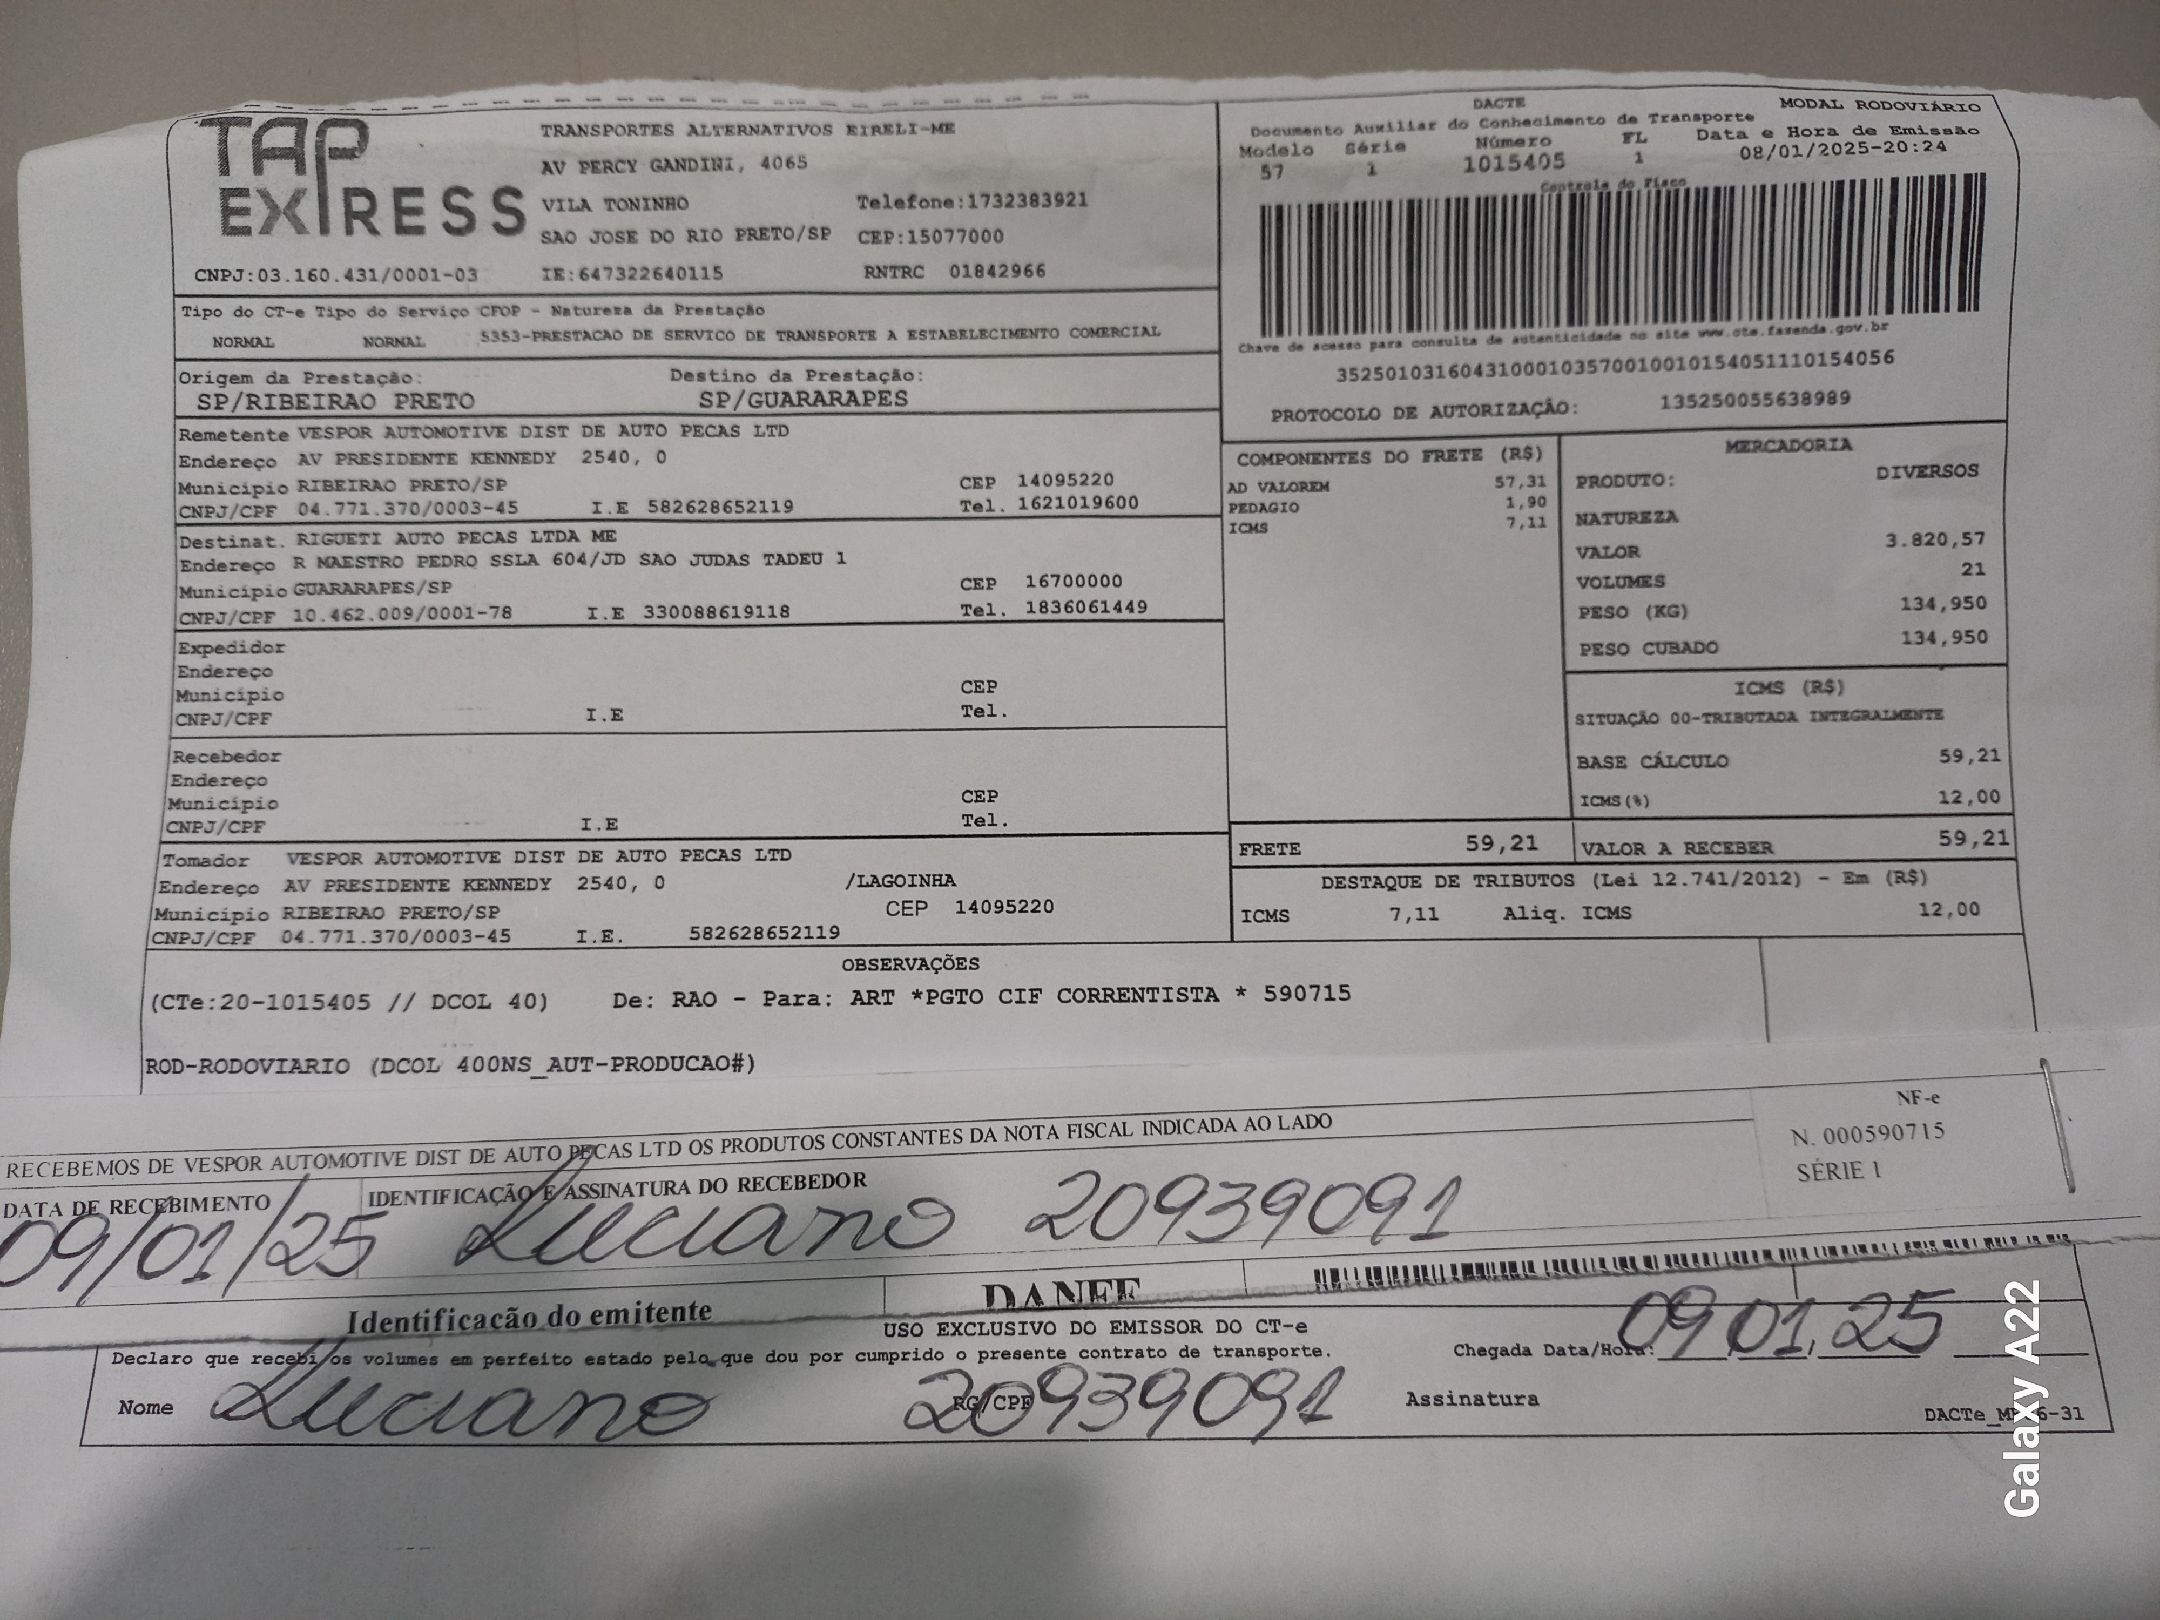 TAP EXPRESS
TRANSPORTES ALTERNATIVOS EIRELI-ME
AV PERCY GANDINI, 4065
VILA TONINHO Telefone:1732383921
SAO JOSE DO RIO PRETO/SP CEP:15077000
CNPJ:03.160.431/0001-03 IE:647322640115 RNTRC 01842966
DACTE MODAL RODOVIÁRIO
Documento Auxiliar do Conhecimento de Transporte
Modelo Série Número FL Data e Hora de Emissão
57 1 1015405 1 08/01/2025-20:24
Controle do Fisco
Chave de acesso para consulta de autenticidade no site www.cte.fazenda.gov.br
35250103160431000103570010010154051110154056
PROTOCOLO DE AUTORIZAÇÃO: 135250055638989
Tipo do CT-e Tipo do Serviço CFOP - Natureza da Prestação
NORMAL NORMAL 5353-PRESTACAO DE SERVICO DE TRANSPORTE A ESTABELECIMENTO COMERCIAL
Origem da Prestação: Destino da Prestação:
SP/RIBEIRAO PRETO SP/GUARARAPES
Remetente VESPOR AUTOMOTIVE DIST DE AUTO PECAS LTD
Endereço AV PRESIDENTE KENNEDY 2540, 0
Município RIBEIRAO PRETO/SP CEP 14095220
CNPJ/CPF 04.771.370/0003-45 I.E 582628652119 Tel. 1621019600
Destinat. RIGUETI AUTO PECAS LTDA ME
Endereço R MAESTRO PEDRO SSLA 604/JD SAO JUDAS TADEU 1
Município GUARARAPES/SP CEP 16700000
CNPJ/CPF 10.462.009/0001-78 I.E 330088619118 Tel. 1836061449
Expedidor
Endereço
Município CEP
CNPJ/CPF I.E Tel.
Recebedor
Endereço
Município CEP
CNPJ/CPF I.E Tel.
Tomador VESPOR AUTOMOTIVE DIST DE AUTO PECAS LTD
Endereço AV PRESIDENTE KENNEDY 2540, 0 /LAGOINHA
Município RIBEIRAO PRETO/SP CEP 14095220
CNPJ/CPF 04.771.370/0003-45 I.E. 582628652119
COMPONENTES DO FRETE (R$)
AD VALOREM 57,31
PEDAGIO 1,90
ICMS 7,11
MERCADORIA
PRODUTO: DIVERSOS
NATUREZA
VALOR 3.820,57
VOLUMES 21
PESO (KG) 134,950
PESO CUBADO 134,950
ICMS (R$)
SITUAÇÃO 00-TRIBUTADA INTEGRALMENTE
BASE CÁLCULO 59,21
ICMS(%) 12,00
FRETE 59,21 VALOR A RECEBER 59,21
DESTAQUE DE TRIBUTOS (Lei 12.741/2012) - Em (R$)
ICMS 7,11 Aliq. ICMS 12,00
OBSERVAÇÕES
(CTe:20-1015405 // DCOL 40) De: RAO - Para: ART *PGTO CIF CORRENTISTA * 590715
ROD-RODOVIARIO (DCOL 400NS_AUT-PRODUCAO#)
RECEBEMOS DE VESPOR AUTOMOTIVE DIST DE AUTO PECAS LTD OS PRODUTOS CONSTANTES DA NOTA FISCAL INDICADA AO LADO
NF-e
N. 000590715
SÉRIE 1
DATA DE RECEBIMENTO IDENTIFICAÇÃO E ASSINATURA DO RECEBEDOR
09/01/25 Luciano 20939091
Identificação do emitente DANFE
USO EXCLUSIVO DO EMISSOR DO CT-e
Declaro que recebi os volumes em perfeito estado pelo que dou por cumprido o presente contrato de transporte. Chegada Data/Hora: 09 01, 25
Nome Luciano RG/CPF 20939091 Assinatura
Galaxy A22